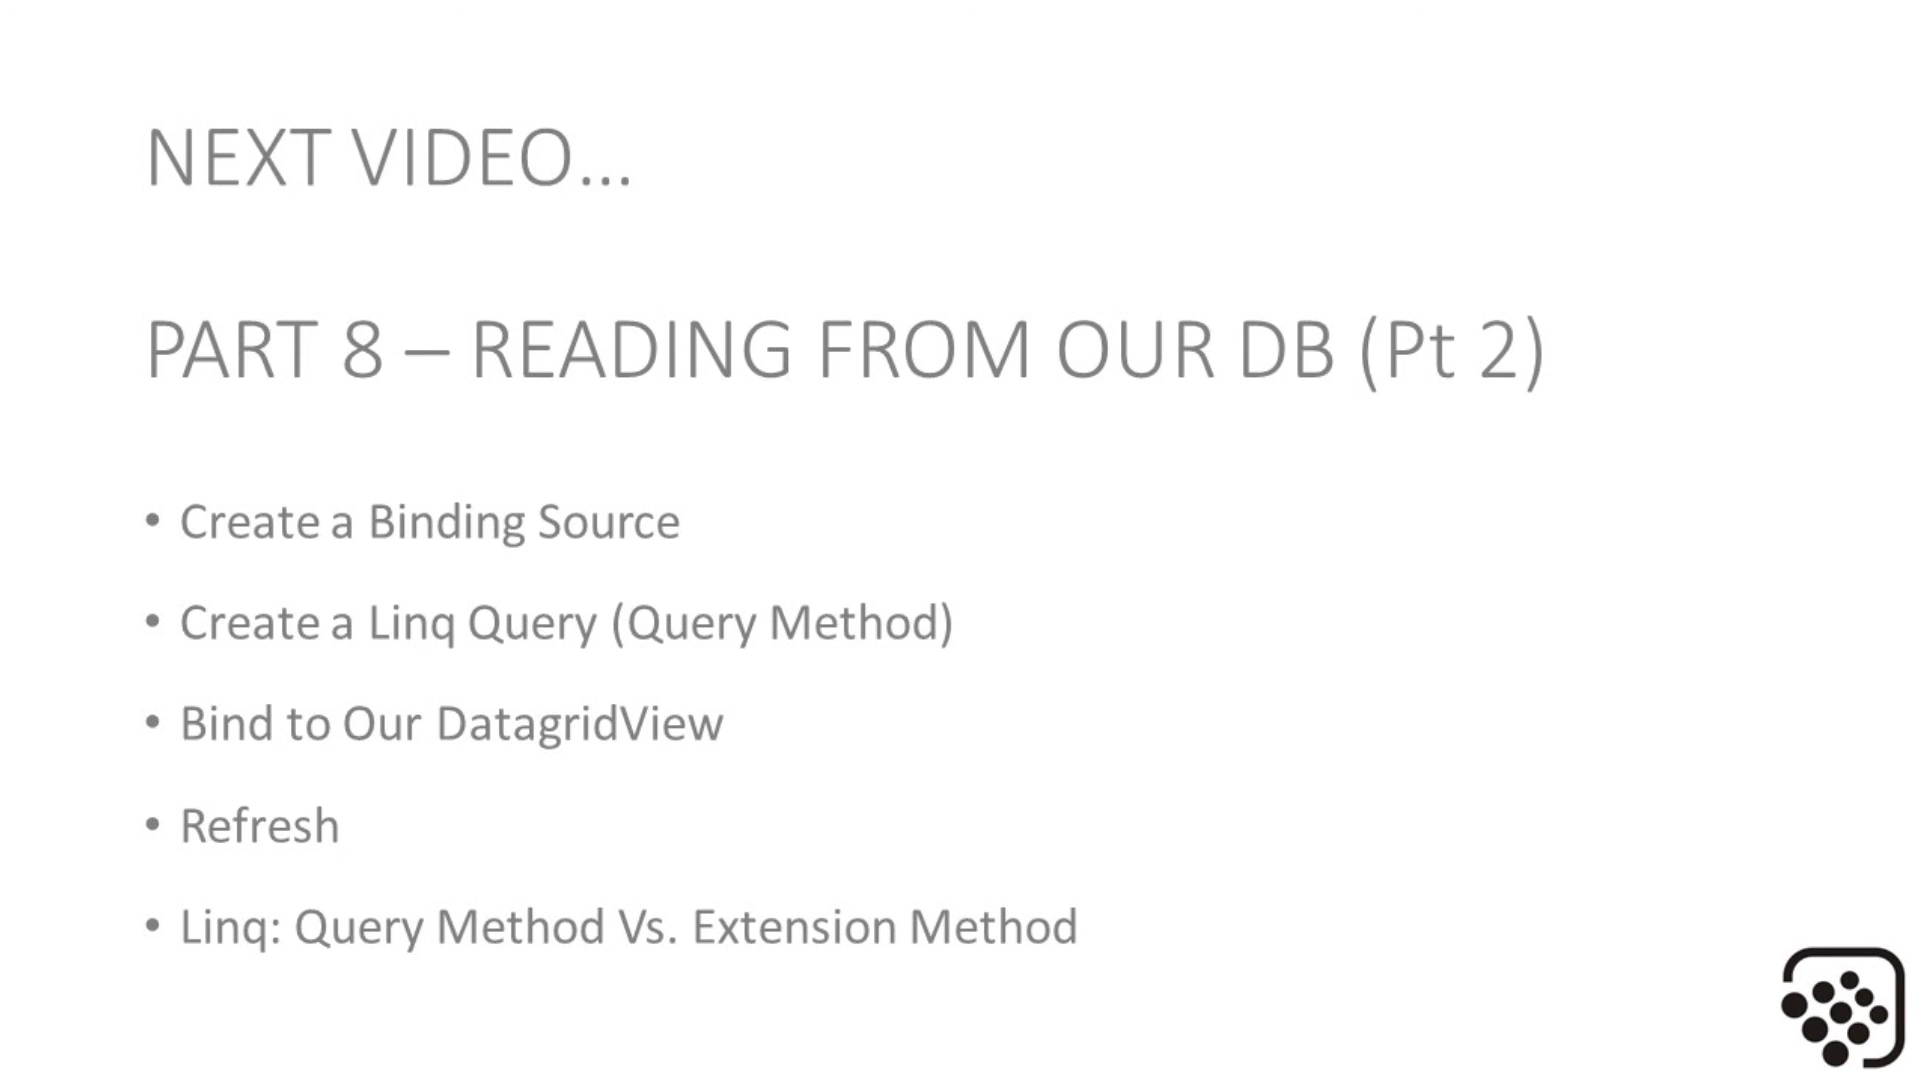 NEXT VIDEO...
PART 8 – READING FROM OUR DB (Pt 2)
• Create a Binding Source
• Create a Linq Query (Query Method)
• Bind to Our DatagridView
• Refresh
• Linq: Query Method Vs. Extension Method